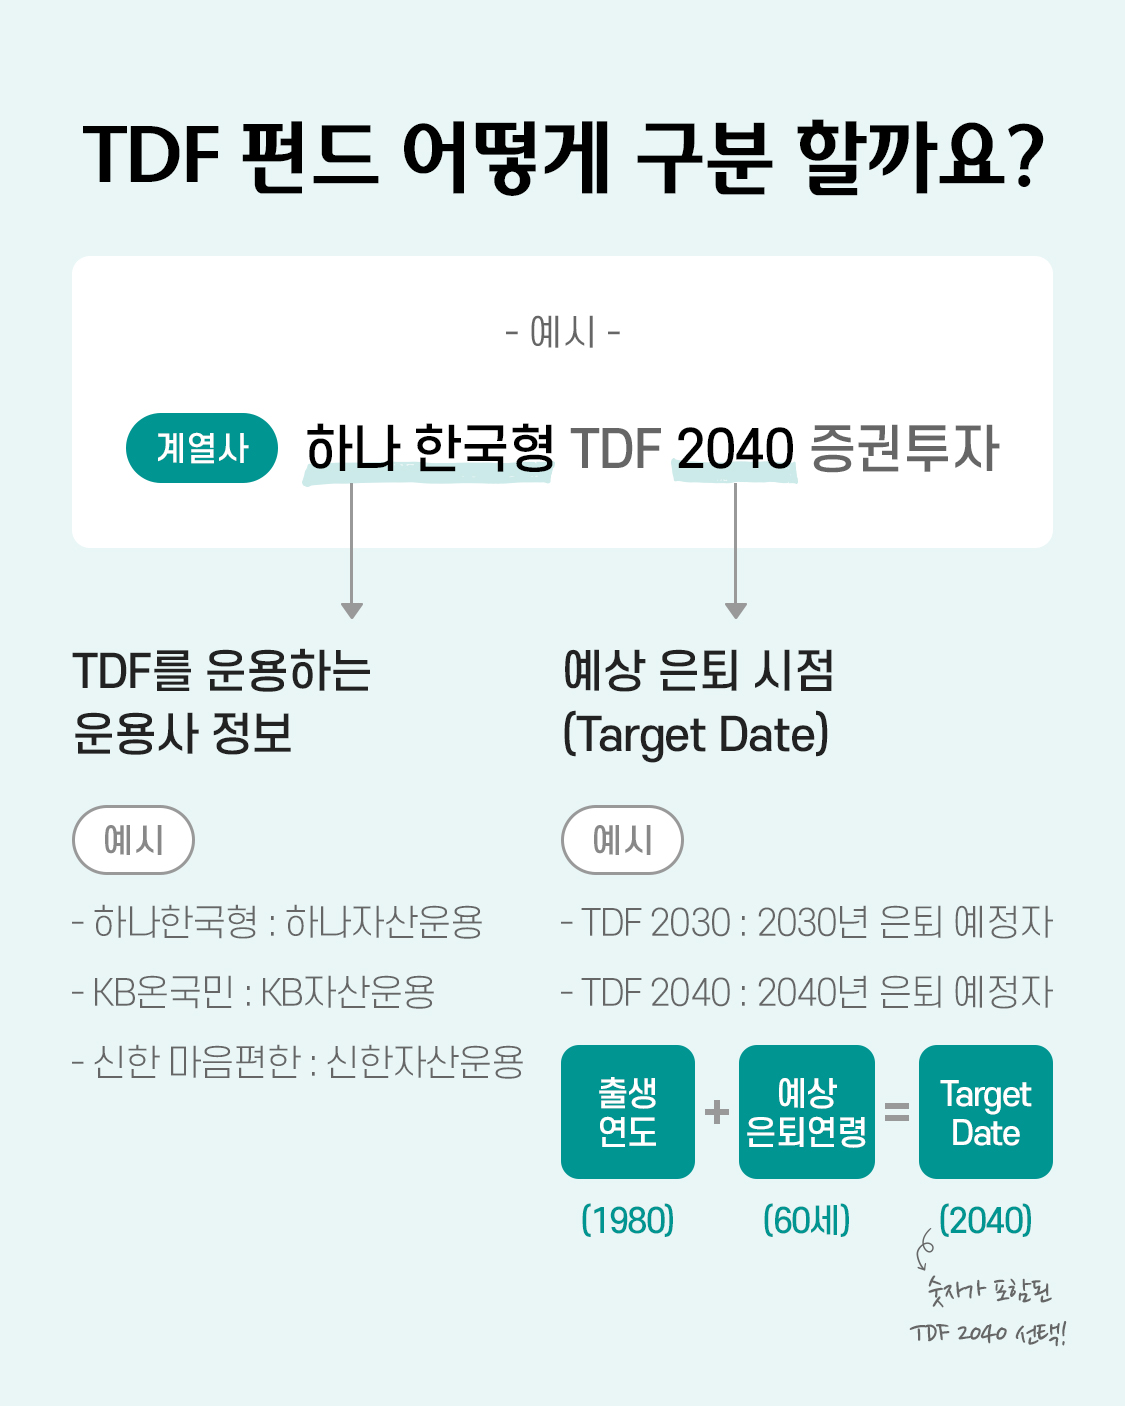 TDF 펀드 어떻게 구분 할까요?
- 예시 -
계열사 하나 한국형 TDF 2040 증권투자
TDF를 운용하는
운용사 정보
예시
- 하나한국형 : 하나자산운용
- KB온국민 : KB자산운용
- 신한 마음편한 : 신한자산운용
예상 은퇴 시점
(Target Date)
예시
- TDF 2030 : 2030년 은퇴 예정자
- TDF 2040 : 2040년 은퇴 예정자
출생
연도
(1980)
+
예상
은퇴연령
(60세)
=
Target
Date
(2040)
숫자가 포함된
TDF 2040 선택!